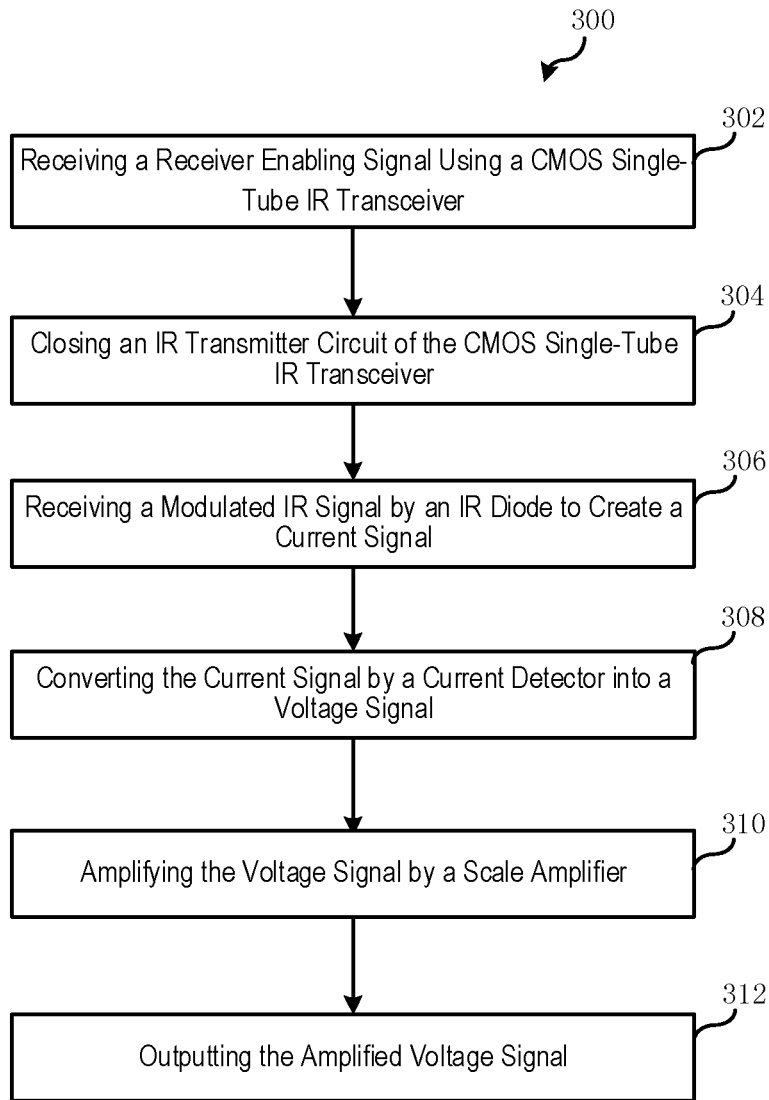 300
302
Receiving a Receiver Enabling Signal Using a CMOS Single-
Tube IR Transceiver
304
Closing an IR Transmitter Circuit of the CMOS Single-Tube
IR Transceiver
306
Receiving a Modulated IR Signal by an IR Diode to Create a
Current Signal
308
Converting the Current Signal by a Current Detector into a
Voltage Signal
310
Amplifying the Voltage Signal by a Scale Amplifier
312
Outputting the Amplified Voltage Signal